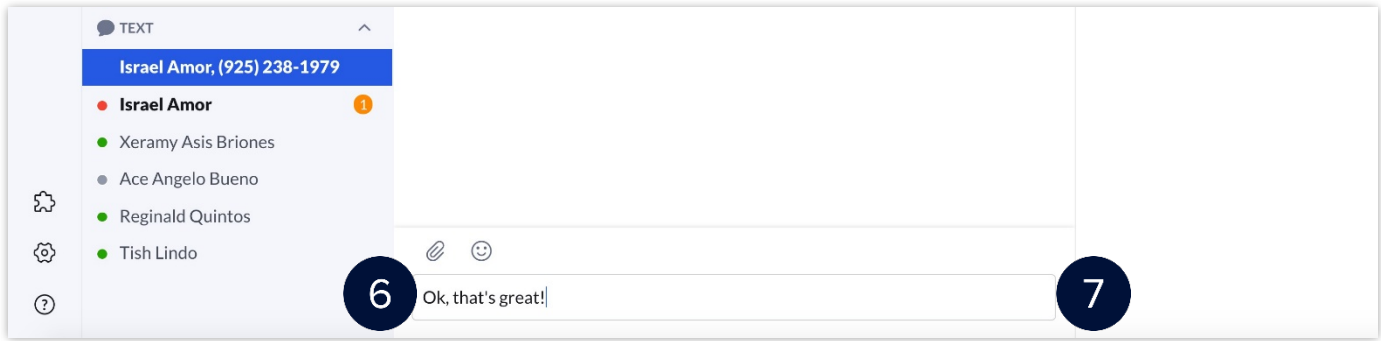 TEXT
Israel Amor, (925) 238-1979
Israel Amor 1
Xeramy Asis Briones
Ace Angelo Bueno
Reginald Quintos
Tish Lindo
?
6 Ok, that's great! 7